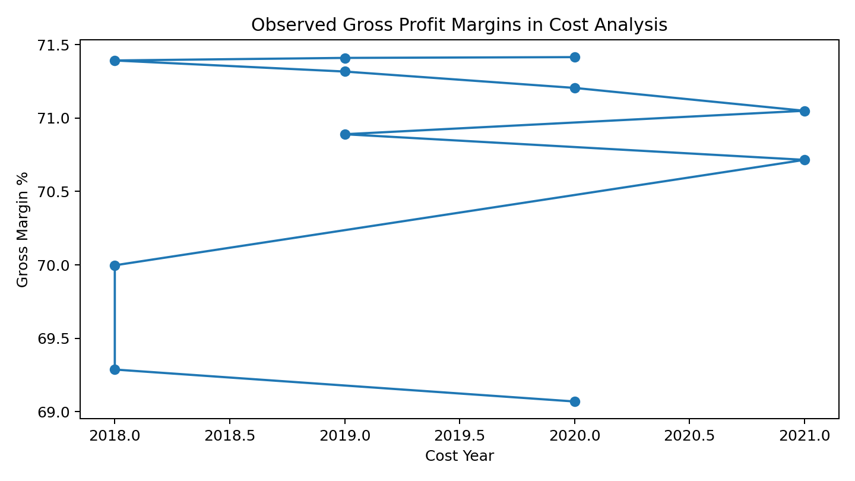 Observed Gross Profit Margins in Cost Analysis
71.5
71.0
70.5
70.0
69.5
69.0
Gross Margin %
2018.0 2018.5 2019.0 2019.5 2020.0 2020.5 2021.0
Cost Year